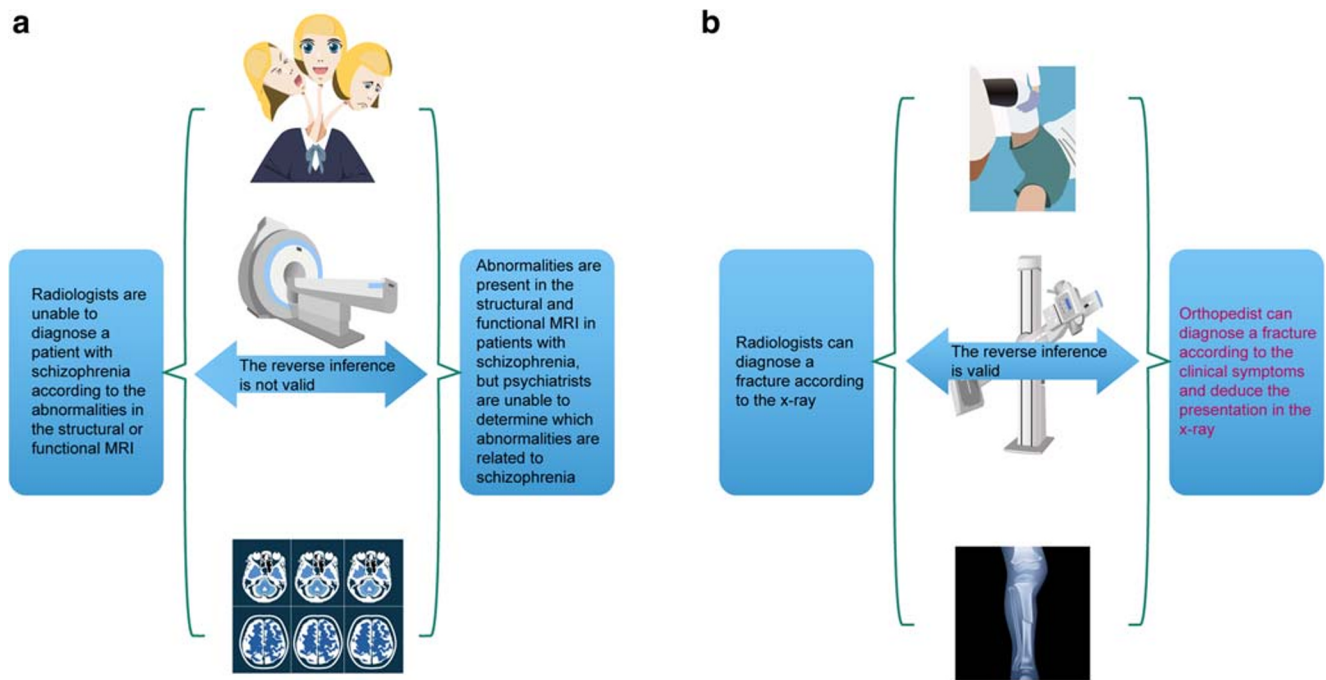 a
Radiologists are
unable to
diagnose a
patient with
schizophrenia
according to the
abnormalities in
the structural or
functional MRI
The reverse inference
is not valid
Abnormalities are
present in the
structural and
functional MRI in
patients with
schizophrenia,
but psychiatrists
are unable to
determine which
abnormalities are
related to
schizophrenia
b
Radiologists can
diagnose a
fracture according
to the x-ray
The reverse inference
is valid
Orthopedist can
diagnose a fracture
according to the
clinical symptoms
and deduce the
presentation in the
x-ray